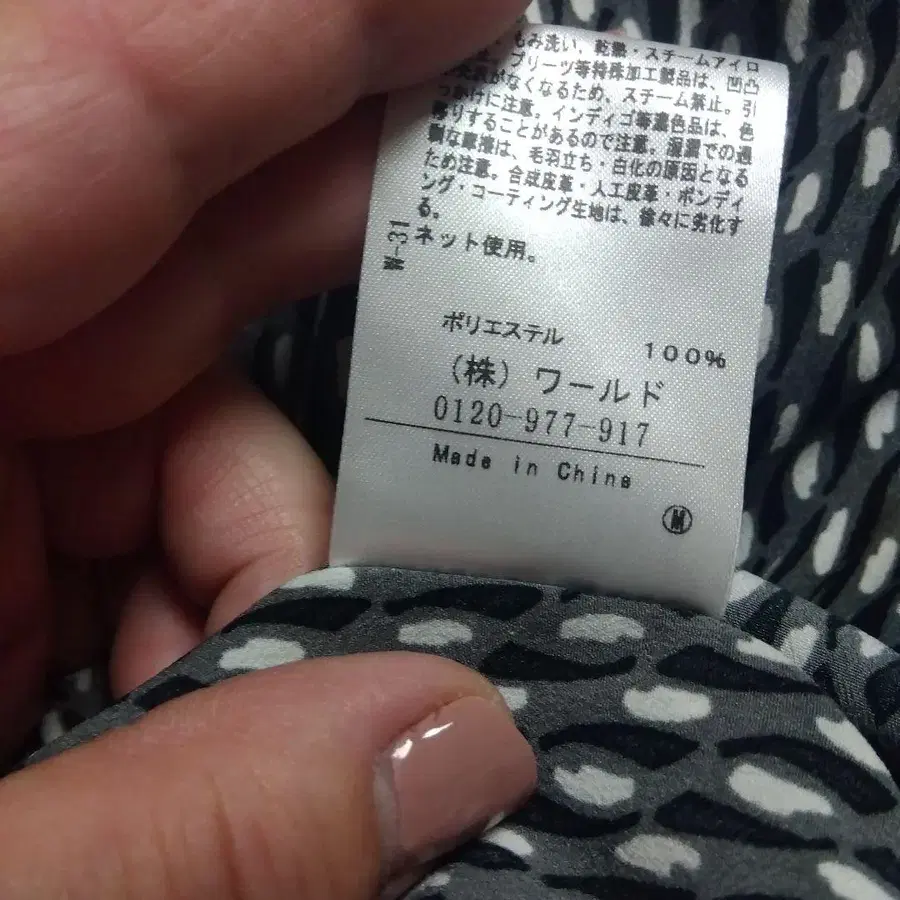 もみ洗い、乾熱・スチームアイロ
プリーツ等特殊加工製品は、凹凸
がなくなるため、スチーム禁止。引
っかけに注意。インディゴ等濃色品は、色
移りすることがあるので注意。湿潤での過
剰な摩擦は、毛羽立ち・白化の原因となる
ため注意。合成皮革・人工皮革・ボンディ
ング・コーティング生地は、徐々に劣化す
る。
W-31
ネット使用。
ポリエステル 100%
(株)ワールド
0120-977-917
Made in China
M